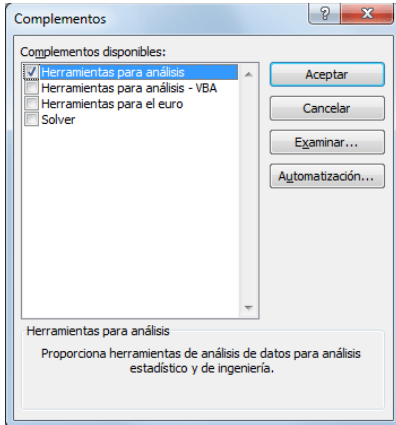 Complementos
Complementos disponibles:
Herramientas para análisis
Herramientas para análisis - VBA
Herramientas para el euro
Solver
Aceptar
Cancelar
Examinar...
Automatización...
Herramientas para análisis
Proporciona herramientas de análisis de datos para análisis
estadístico y de ingeniería.